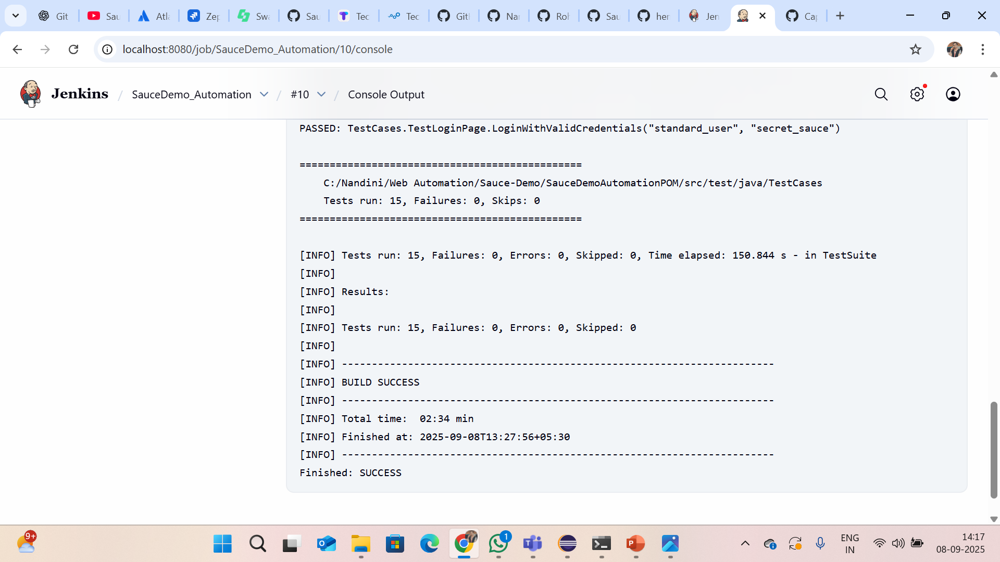 Git
Sau
Atla
Zep
Swa
Sau
Tec
Tec
Git
Nan
Roh
Sau
her
Jen
Cap
localhost:8080/job/SauceDemo_Automation/10/console
Jenkins / SauceDemo_Automation / #10 / Console Output
PASSED: TestCases.TestLoginPage.LoginWithValidCredentials("standard_user", "secret_sauce")
===============================================
C:/Nandini/Web Automation/Sauce-Demo/SauceDemoAutomationPOM/src/test/java/TestCases
Tests run: 15, Failures: 0, Skips: 0
===============================================
[INFO] Tests run: 15, Failures: 0, Errors: 0, Skipped: 0, Time elapsed: 150.844 s - in TestSuite
[INFO]
[INFO] Results:
[INFO]
[INFO] Tests run: 15, Failures: 0, Errors: 0, Skipped: 0
[INFO]
[INFO] ------------------------------------------------------------------------
[INFO] BUILD SUCCESS
[INFO] ------------------------------------------------------------------------
[INFO] Total time:  02:34 min
[INFO] Finished at: 2025-09-08T13:27:56+05:30
[INFO] ------------------------------------------------------------------------
Finished: SUCCESS
9+
1
ENG
IN
14:17
08-09-2025